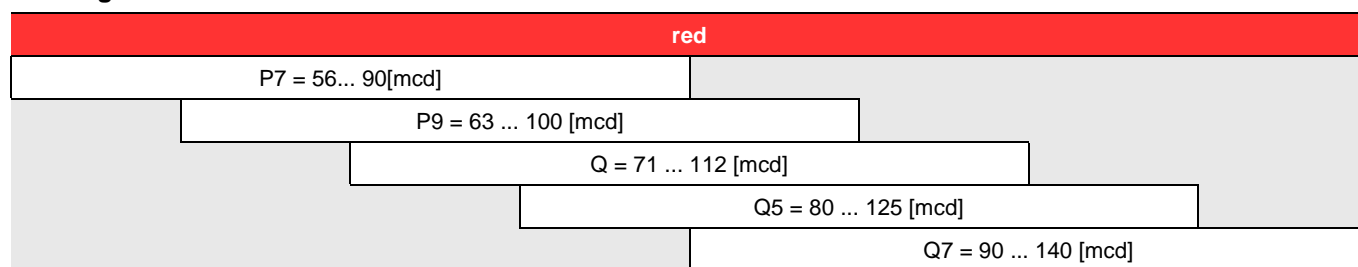 red
P7 = 56... 90[mcd]
P9 = 63 ... 100 [mcd]
Q = 71 ... 112 [mcd]
Q5 = 80 ... 125 [mcd]
Q7 = 90 ... 140 [mcd]